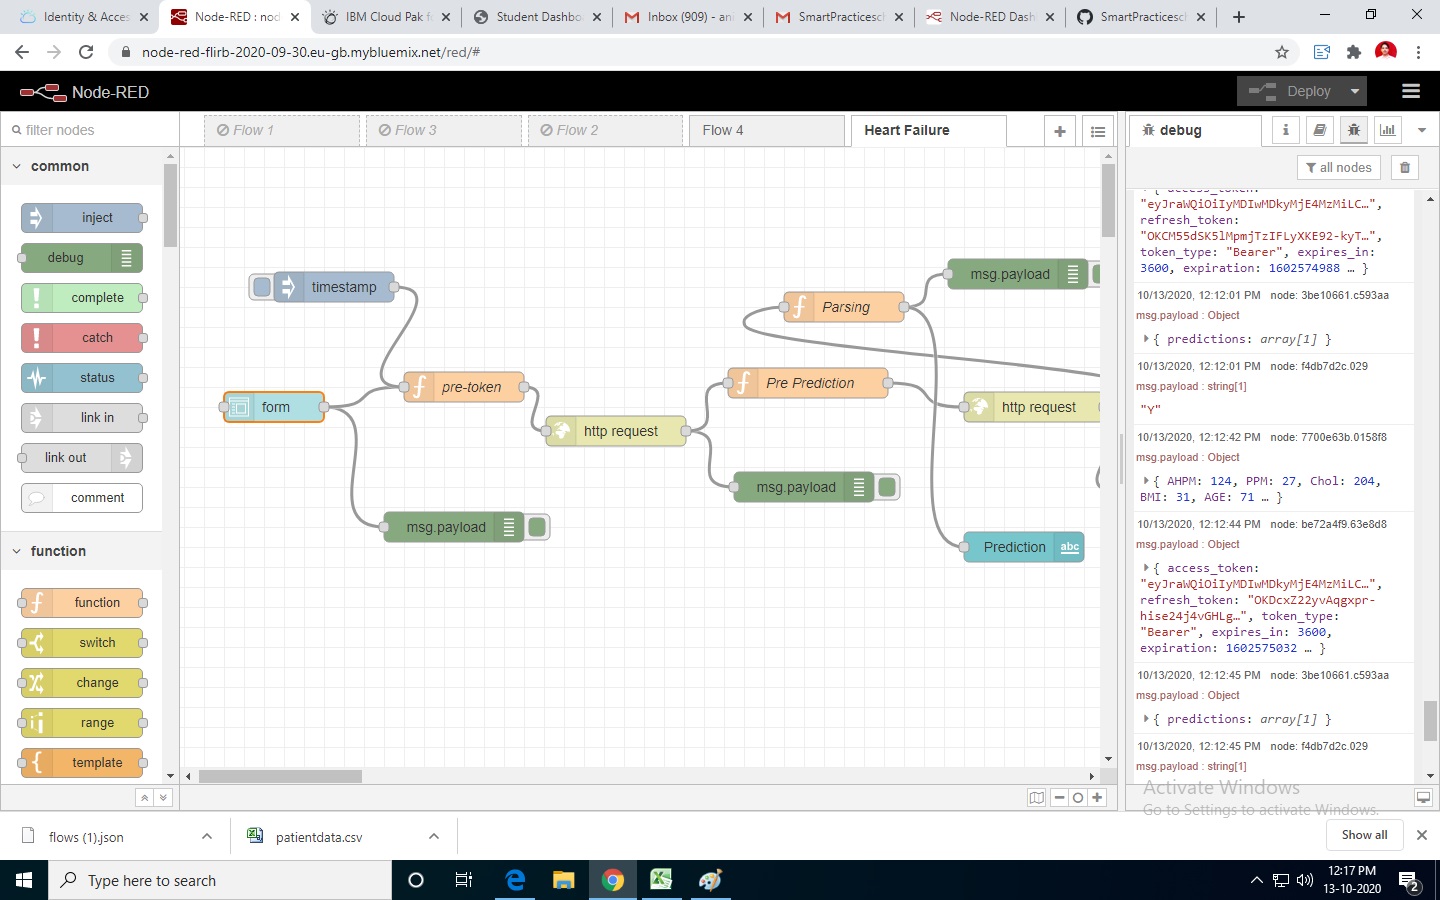 Identity & Acces
Node-RED : nod
IBM Cloud Pak f
Student Dashbo
Inbox (909) - an
SmartPracticesch
Node-RED Dash
SmartPracticesch
node-red-flirb-2020-09-30.eu-gb.mybluemix.net/red/#
Node-RED
Deploy
filter nodes
Flow 1
Flow 3
Flow 2
Flow 4
Heart Failure
debug
i
all nodes
common
inject
debug
complete
catch
status
link in
link out
comment
function
function
switch
change
range
template
timestamp
form
pre-token
http request
msg.payload
Parsing
msg.payload
Pre Prediction
http request
msg.payload
Prediction
abc
{ access_token:
"eyJraWQiOiIyMDIwMDkyMjE4MzMiLC…",
refresh_token:
"OKCM55dSK5lMpmjTzIFLyXKE92-kyT…",
token_type: "Bearer", expires_in:
3600, expiration: 1602574988 … }
10/13/2020, 12:12:01 PM node: 3be10661.c593aa
msg.payload : Object
{ predictions: array[1] }
10/13/2020, 12:12:01 PM node: f4db7d2c.029
msg.payload : string[1]
"Y"
10/13/2020, 12:12:42 PM node: 7700e63b.0158f8
msg.payload : Object
{ AHPM: 124, PPM: 27, Chol: 204,
BMI: 31, AGE: 71 … }
10/13/2020, 12:12:44 PM node: be72a4f9.63e8d8
msg.payload : Object
{ access_token:
"eyJraWQiOiIyMDIwMDkyMjE4MzMiLC…",
refresh_token: "OKDcxZ22yvAqgxpr-
hise24j4vGHLg…", token_type:
"Bearer", expires_in: 3600,
expiration: 1602575032 … }
10/13/2020, 12:12:45 PM node: 3be10661.c593aa
msg.payload : Object
{ predictions: array[1] }
10/13/2020, 12:12:45 PM node: f4db7d2c.029
msg.payload : string[1]
Activate Windows
Go to Settings to activate Windows.
flows (1).json
patientdata.csv
Show all
Type here to search
12:17 PM
13-10-2020
2